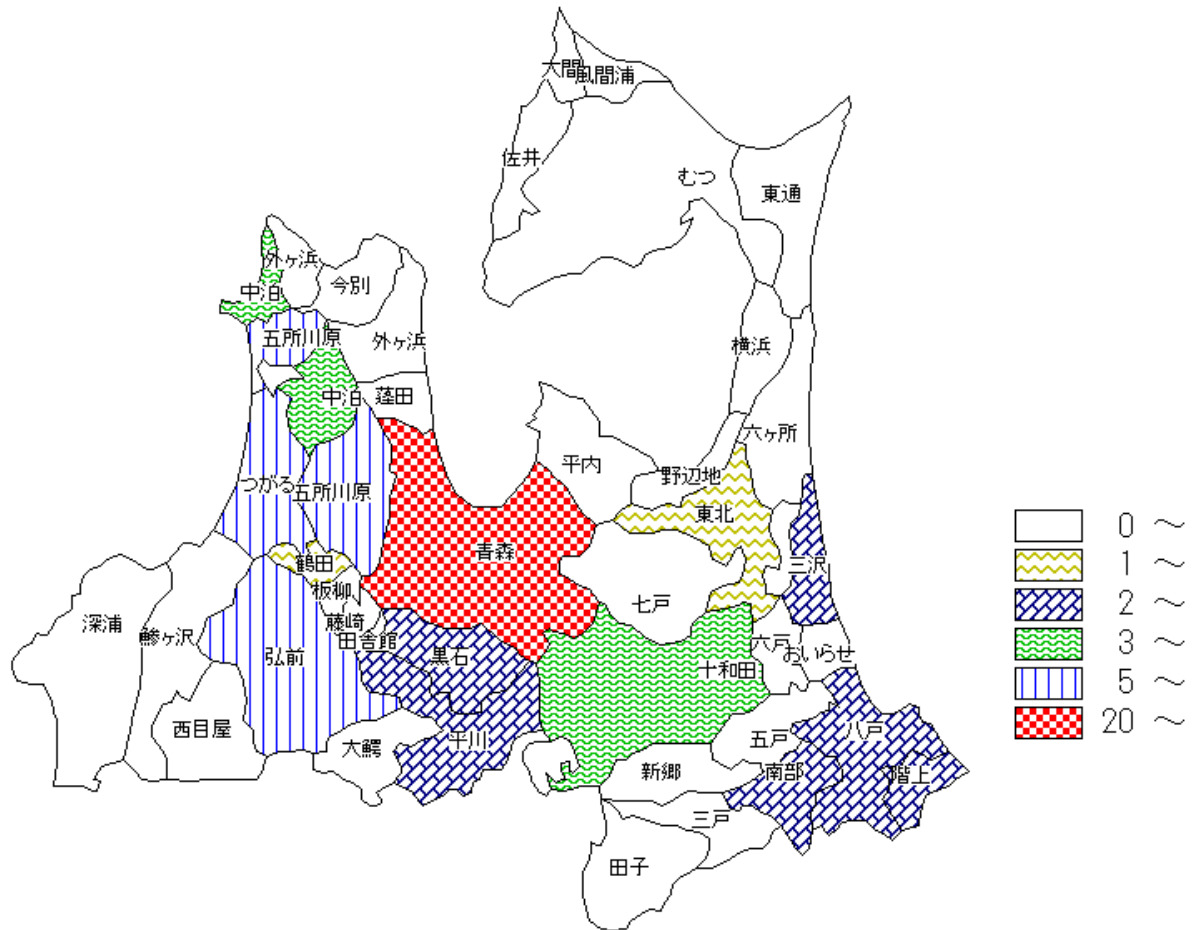 大間
風間浦
佐井
むつ
東通
外ヶ浜
今別
中泊
五所川原
外ヶ浜
横浜
中泊
蓬田
六ヶ所
平内
野辺地
つがる
五所川原
東北
青森
鶴田
三沢
板柳
七戸
深浦
藤崎
鰺ヶ沢
田舎館
六戸
おいらせ
弘前
黒石
十和田
西目屋
大鰐
平川
五戸
八戸
新郷
南部
階上
三戸
田子
0 ～
1 ～
2 ～
3 ～
5 ～
20 ～